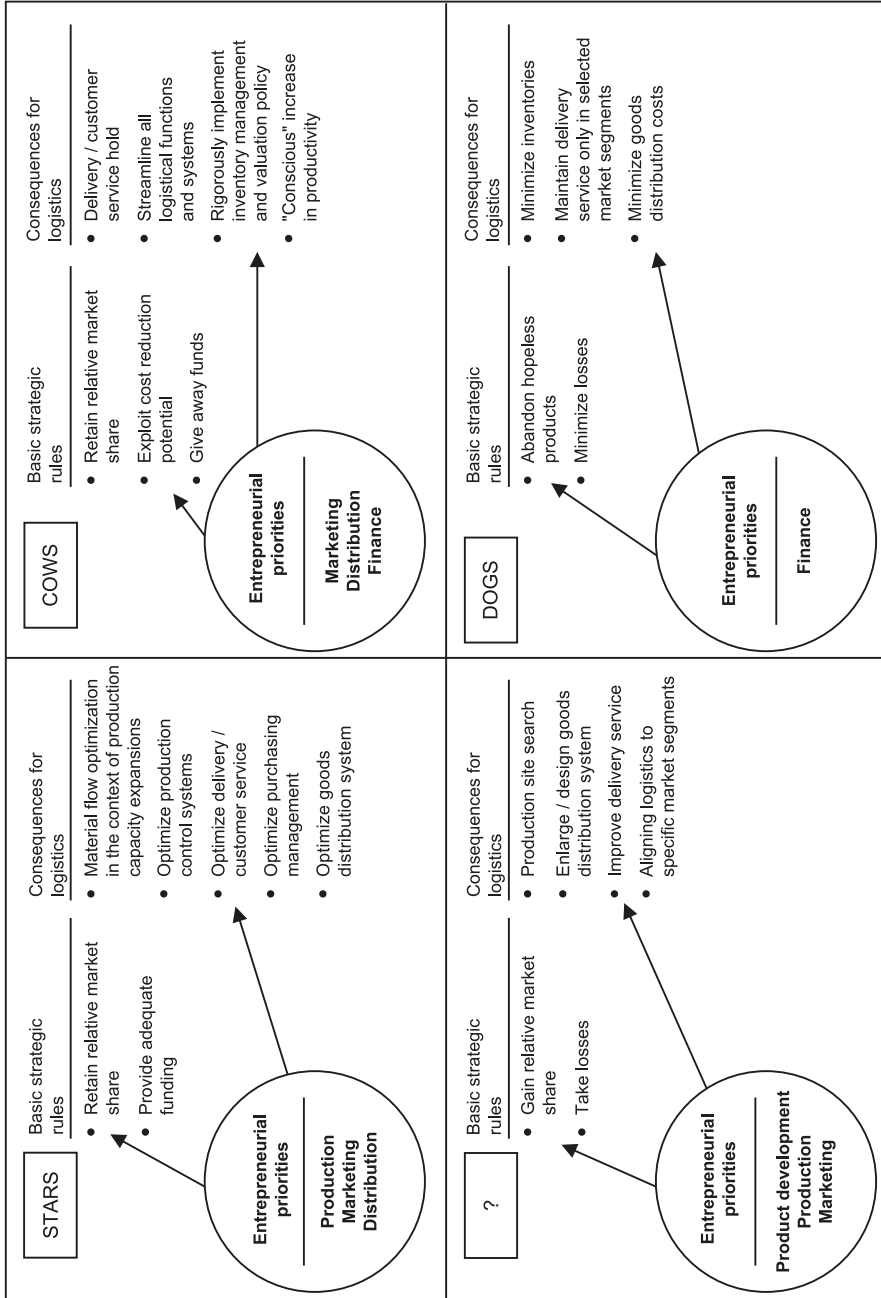 STARS
Basic strategic
rules
• Retain relative market
share
• Provide adequate
funding
Consequences for
logistics
• Material flow optimization
in the context of production
capacity expansions
• Optimize production
control systems
• Optimize delivery /
customer service
• Optimize purchasing
management
• Optimize goods
distribution system
Entrepreneurial
priorities
Production
Marketing
Distribution
COWS
Basic strategic
rules
• Retain relative market
share
• Exploit cost reduction
potential
• Give away funds
Consequences for
logistics
• Delivery / customer
service hold
• Streamline all
logistical functions
and systems
• Rigorously implement
inventory management
and valuation policy
• "Conscious" increase
in productivity
Entrepreneurial
priorities
Marketing
Distribution
Finance
?
Basic strategic
rules
• Gain relative market
share
• Take losses
Consequences for
logistics
• Production site search
• Enlarge / design goods
distribution system
• Improve delivery service
• Aligning logistics to
specific market segments
Entrepreneurial
priorities
Product development
Production
Marketing
DOGS
Basic strategic
rules
• Abandon hopeless
products
• Minimize losses
Consequences for
logistics
• Minimize inventories
• Maintain delivery
service only in selected
market segments
• Minimize goods
distribution costs
Entrepreneurial
priorities
Finance